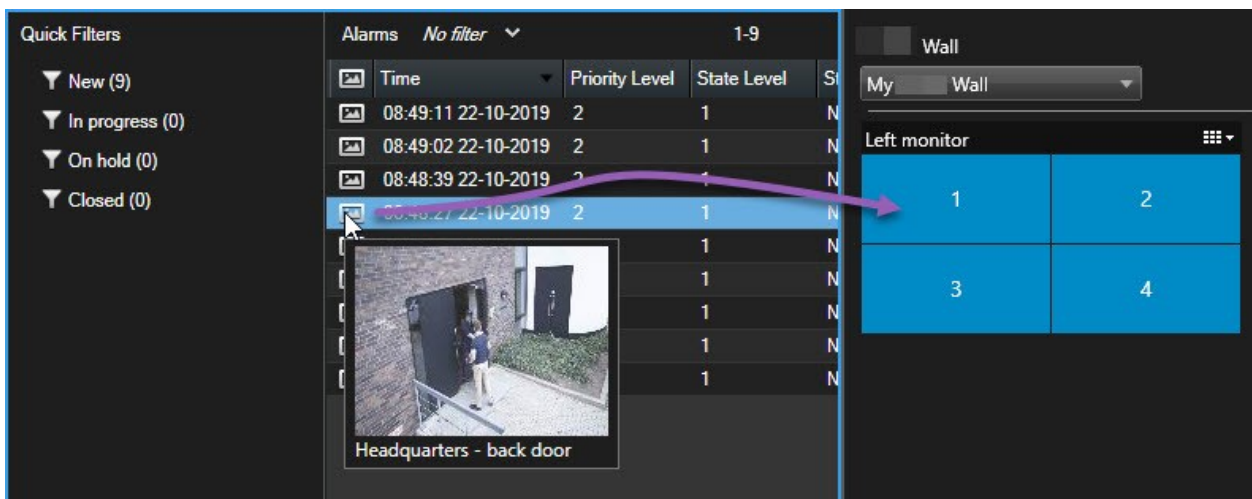 Quick Filters
New (9)
In progress (0)
On hold (0)
Closed (0)
Alarms No filter 1-9
Time Priority Level State Level
08:49:11 22-10-2019 2 1 N
08:49:02 22-10-2019 2 1 N
08:48:39 22-10-2019 2 1 N
08:48:27 22-10-2019 2 1 N
1 N
1 N
1 N
1 N
1 N
Headquarters - back door
Wall
My Wall
Left monitor
1 2
3 4